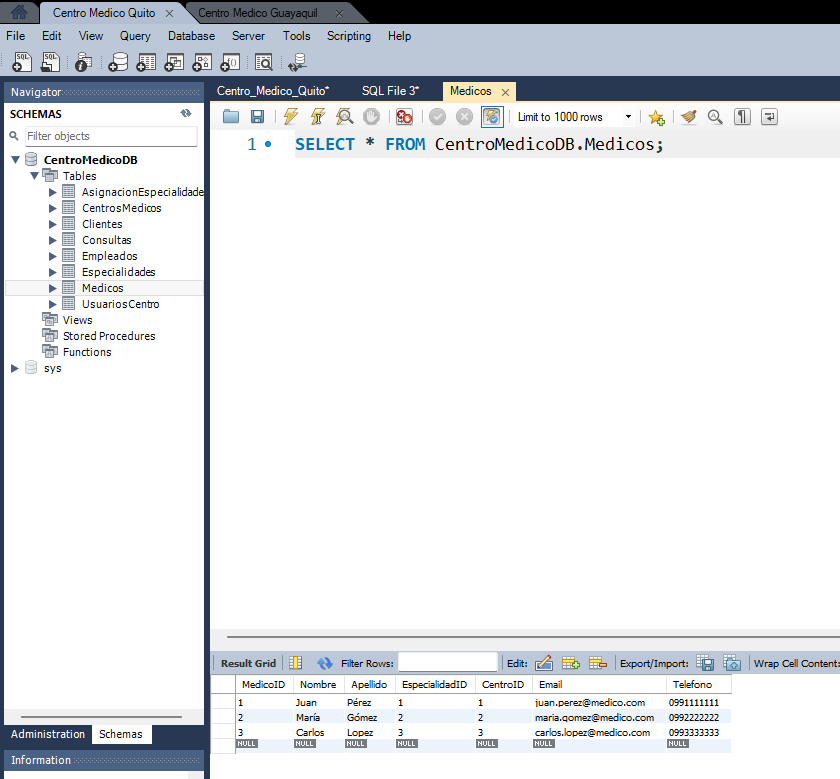 Centro Medico Quito
Centro Medico Guayaquil
File Edit View Query Database Server Tools Scripting Help
Navigator
SCHEMAS
Filter objects
CentroMedicoDB
Tables
AsignacionEspecialidade
CentrosMedicos
Clientes
Consultas
Empleados
Especialidades
Medicos
UsuariosCentro
Views
Stored Procedures
Functions
sys
Administration Schemas
Information
Centro_Medico_Quito* SQL File 3* Medicos
Limit to 1000 rows
1 SELECT * FROM CentroMedicoDB.Medicos;
Result Grid Filter Rows: Edit: Export/Import: Wrap Cell Content:
MedicoID Nombre Apellido EspecialidadID CentroID Email Telefono
1 Juan Pérez 1 1 juan.perez@medico.com 0991111111
2 María Gómez 2 2 maria.gomez@medico.com 0992222222
3 Carlos Lopez 3 3 carlos.lopez@medico.com 0993333333
NULL NULL NULL NULL NULL NULL NULL